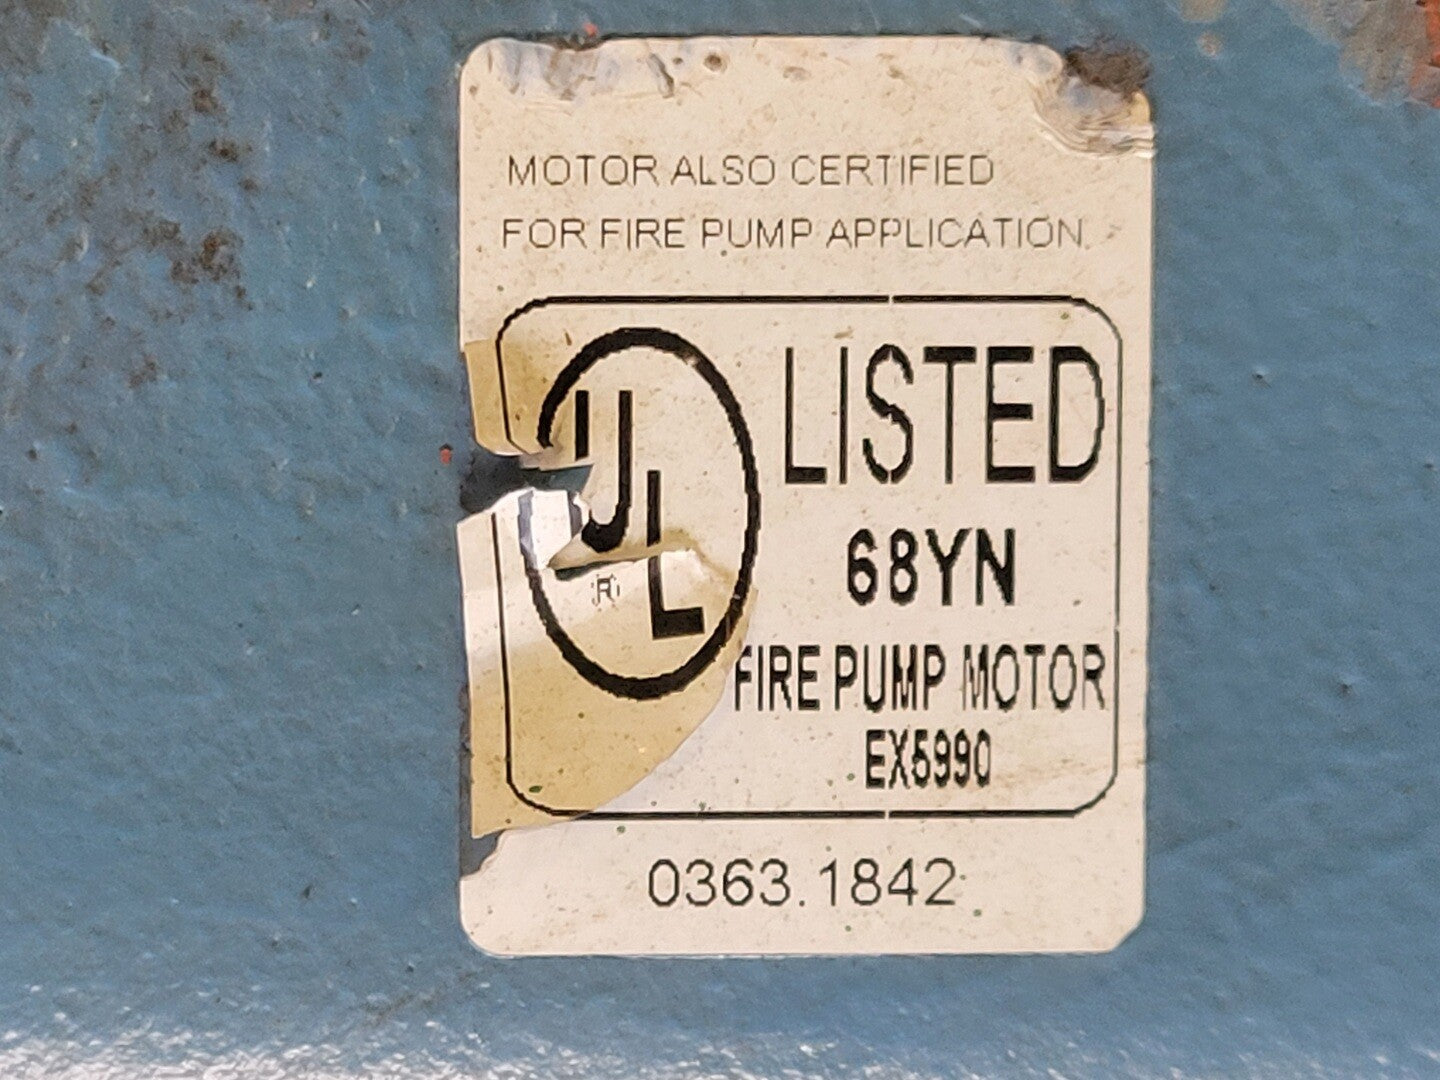 MOTOR ALSO CERTIFIED
FOR FIRE PUMP APPLICATION.
UL
®
LISTED
68YN
FIRE PUMP MOTOR
EX5990
0363.1842